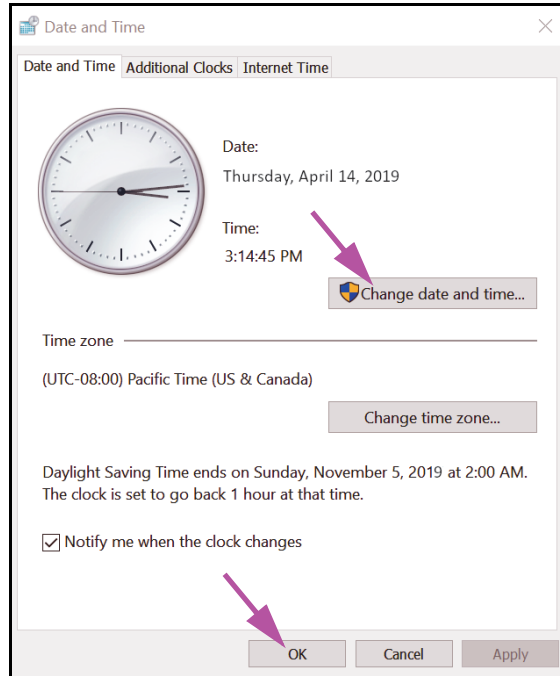 Date and Time
Date and Time Additional Clocks Internet Time
Date:
Thursday, April 14, 2019
Time:
3:14:45 PM
Change date and time...
Time zone
(UTC-08:00) Pacific Time (US & Canada)
Change time zone...
Daylight Saving Time ends on Sunday, November 5, 2019 at 2:00 AM.
The clock is set to go back 1 hour at that time.
Notify me when the clock changes
OK Cancel Apply